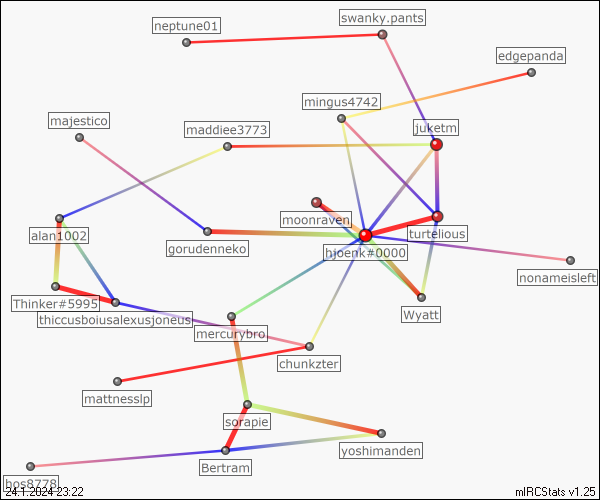 swanky.pants
neptune01
edgepanda
mingus4742
majestico
maddiee3773
juketm
moonraven
alan1002
turtelious
gorudenneko
hjoenk#0000
nonameisleft
Thinker#5995
Wyatt
thiccusboiusalexusjoneus
mercurybro
chunkzter
mattnesslp
sorapie
yoshimanden
Bertram
bos8778
24.1.2024 23:22
mIRCStats v1.25